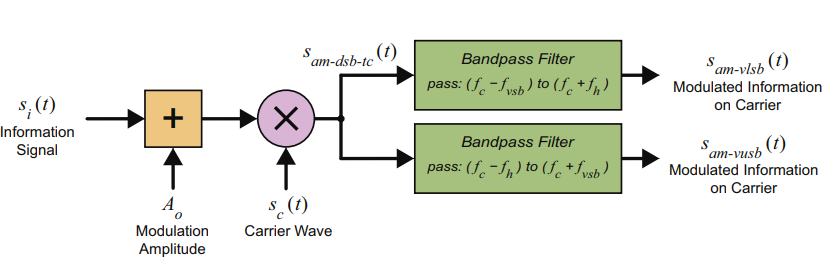 s_am-dsb-tc (t)
Bandpass Filter
pass: (f_c – f_vsb) to (f_c + f_h)
s_am-vlsb (t)
Modulated Information
on Carrier
s_i (t)
Information
Signal
+
×
Bandpass Filter
pass: (f_c – f_h) to (f_c + f_vsb)
s_am-vusb (t)
Modulated Information
on Carrier
A_o
Modulation
Amplitude
s_c (t)
Carrier Wave